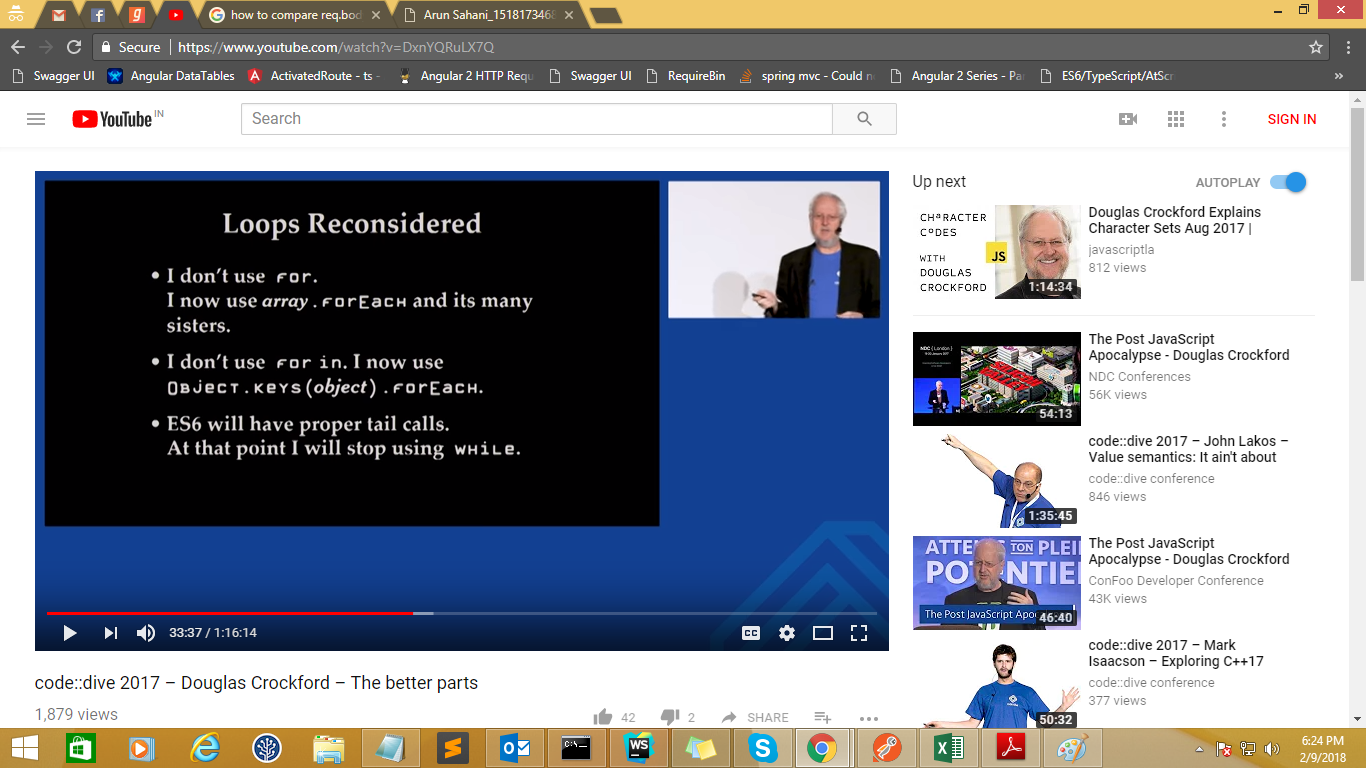 how to compare req.bod
Arun Sahani_1518173468
Secure
https://www.youtube.com/watch?v=DxnYQRuLX7Q
Swagger UI
Angular DataTables
ActivatedRoute - ts -
Angular 2 HTTP Requ
Swagger UI
RequireBin
spring mvc - Could n
Angular 2 Series - Pa
ES6/TypeScript/AtScr
»
YouTube IN
Search
SIGN IN
Loops Reconsidered
• I don't use for.
I now use array.forEach and its many
sisters.
• I don't use for in. I now use
Object.keys(object).forEach.
• ES6 will have proper tail calls.
At that point I will stop using while.
33:37 / 1:16:14
CC
code::dive 2017 – Douglas Crockford – The better parts
1,879 views
42
2
SHARE
Up next
AUTOPLAY
CHARACTER
CODES
WITH
DOUGLAS
CROCKFORD
JS
1:14:34
Douglas Crockford Explains
Character Sets Aug 2017 |
javascriptla
812 views
NDC { London }
54:13
The Post JavaScript
Apocalypse - Douglas Crockford
NDC Conferences
56K views
1:35:45
code::dive 2017 – John Lakos –
Value semantics: It ain't about
code::dive conference
846 views
ATTEINS TON PLEIN
POTENTIEL
The Post JavaScript Apo
46:40
The Post JavaScript
Apocalypse - Douglas Crockford
ConFoo Developer Conference
43K views
50:32
code::dive 2017 – Mark
Isaacson – Exploring C++17
code::dive conference
377 views
6:24 PM
2/9/2018